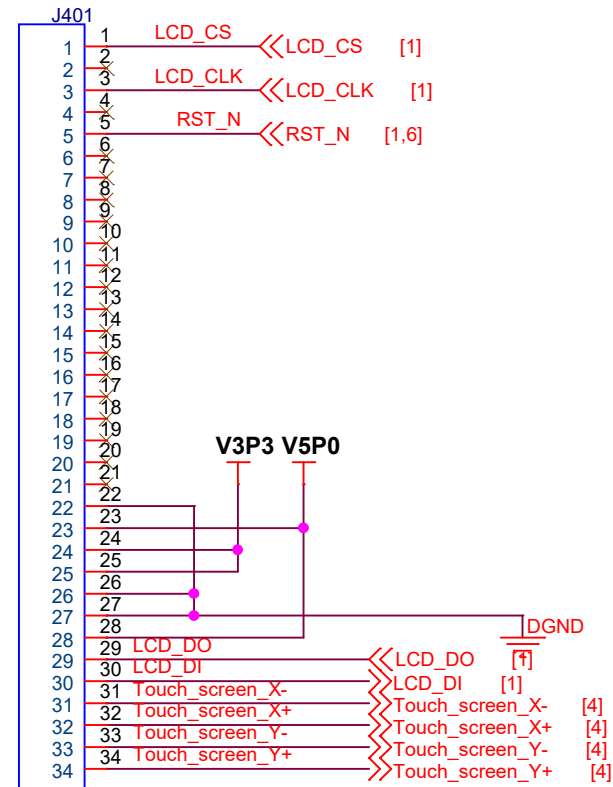 J401
1 1 LCD_CS LCD_CS [1]
2 2
3 3 LCD_CLK LCD_CLK [1]
4 4
5 5 RST_N RST_N [1,6]
6 6
7 7
8 8
9 9
10 10
11 11
12 12
13 13
14 14
15 15
16 16
17 17
18 18
19 19
V3P3 V5P0
20 20
21 21
22 22
23 23
24 24
25 25
26 26
27 27
DGND
28 28
29 29 LCD_DO LCD_DO [1]
30 30 LCD_DI LCD_DI [1]
31 31 Touch_screen_X- Touch_screen_X- [4]
32 32 Touch_screen_X+ Touch_screen_X+ [4]
33 33 Touch_screen_Y- Touch_screen_Y- [4]
34 34 Touch_screen_Y+ Touch_screen_Y+ [4]